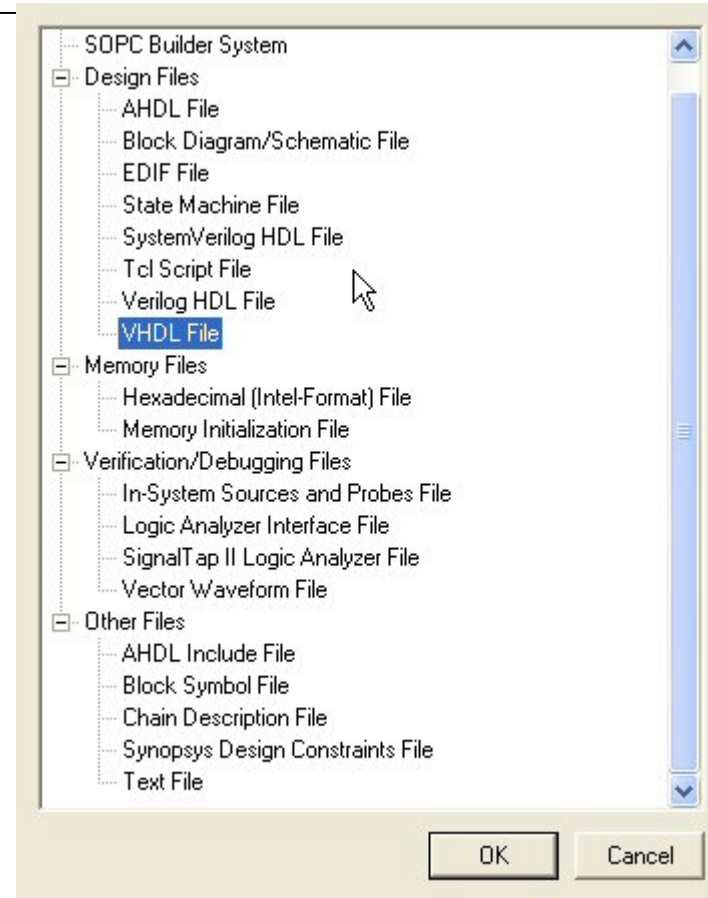 SOPC Builder System
Design Files
AHDL File
Block Diagram/Schematic File
EDIF File
State Machine File
SystemVerilog HDL File
Tcl Script File
Verilog HDL File
VHDL File
Memory Files
Hexadecimal (Intel-Format) File
Memory Initialization File
Verification/Debugging Files
In-System Sources and Probes File
Logic Analyzer Interface File
SignalTap II Logic Analyzer File
Vector Waveform File
Other Files
AHDL Include File
Block Symbol File
Chain Description File
Synopsys Design Constraints File
Text File
OK Cancel